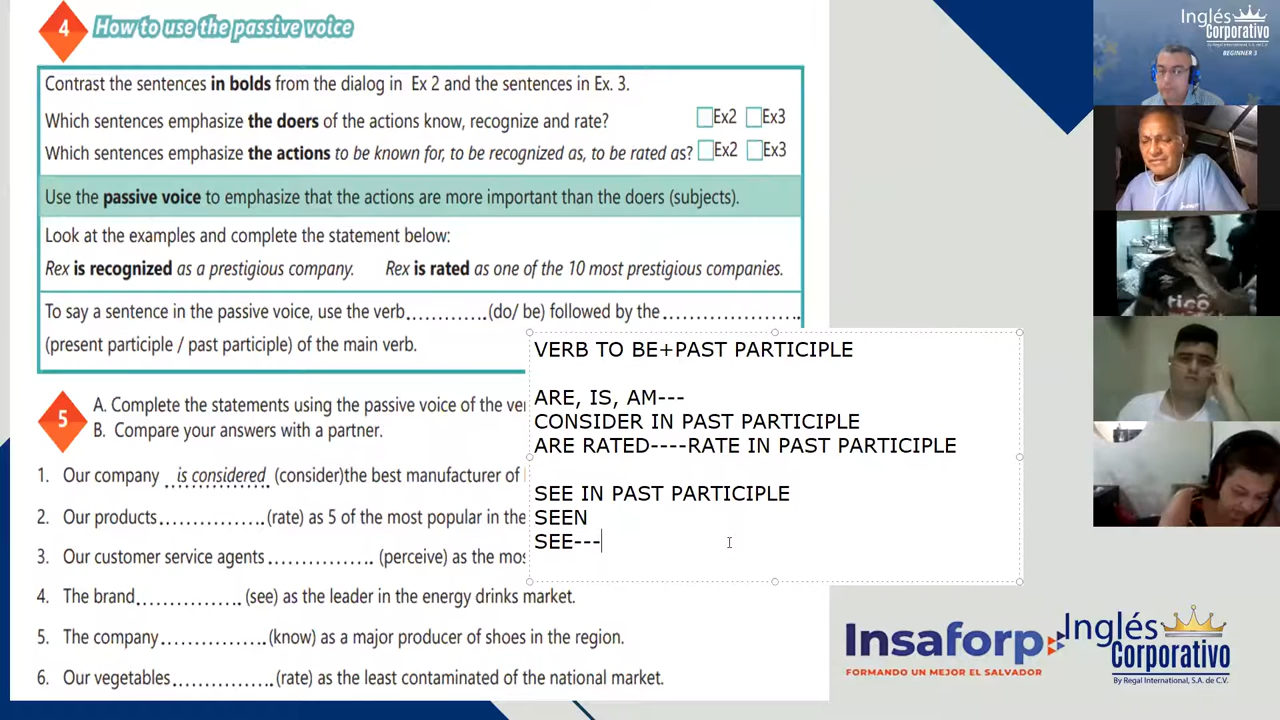 4
How to use the passive voice
Contrast the sentences in bolds from the dialog in Ex 2 and the sentences in Ex. 3.
Which sentences emphasize the doers of the actions know, recognize and rate? Ex2 Ex3
Which sentences emphasize the actions to be known for, to be recognized as, to be rated as? Ex2 Ex3
Use the passive voice to emphasize that the actions are more important than the doers (subjects).
Look at the examples and complete the statement below:
Rex is recognized as a prestigious company. Rex is rated as one of the 10 most prestigious companies.
To say a sentence in the passive voice, use the verb............(do/ be) followed by the ....................
(present participle / past participle) of the main verb.
VERB TO BE+PAST PARTICIPLE
ARE, IS, AM---
CONSIDER IN PAST PARTICIPLE
ARE RATED----RATE IN PAST PARTICIPLE
SEE IN PAST PARTICIPLE
SEEN
SEE---
5
A. Complete the statements using the passive voice of the
B. Compare your answers with a partner.
1. Our company is considered (consider)the best manufacturer of
2. Our products................(rate) as 5 of the most popular in the
3. Our customer service agents ................ (perceive) as the
4. The brand................ (see) as the leader in the energy drinks market.
5. The company................(know) as a major producer of shoes in the region.
6. Our vegetables................(rate) as the least contaminated of the national market.
Inglés
Corporativo
By Regal International, S.A. de C.V.
BEGINNER 3
Insaforp
FORMANDO UN MEJOR EL SALVADOR
Inglés
Corporativo
By Regal International, S.A. de C.V.